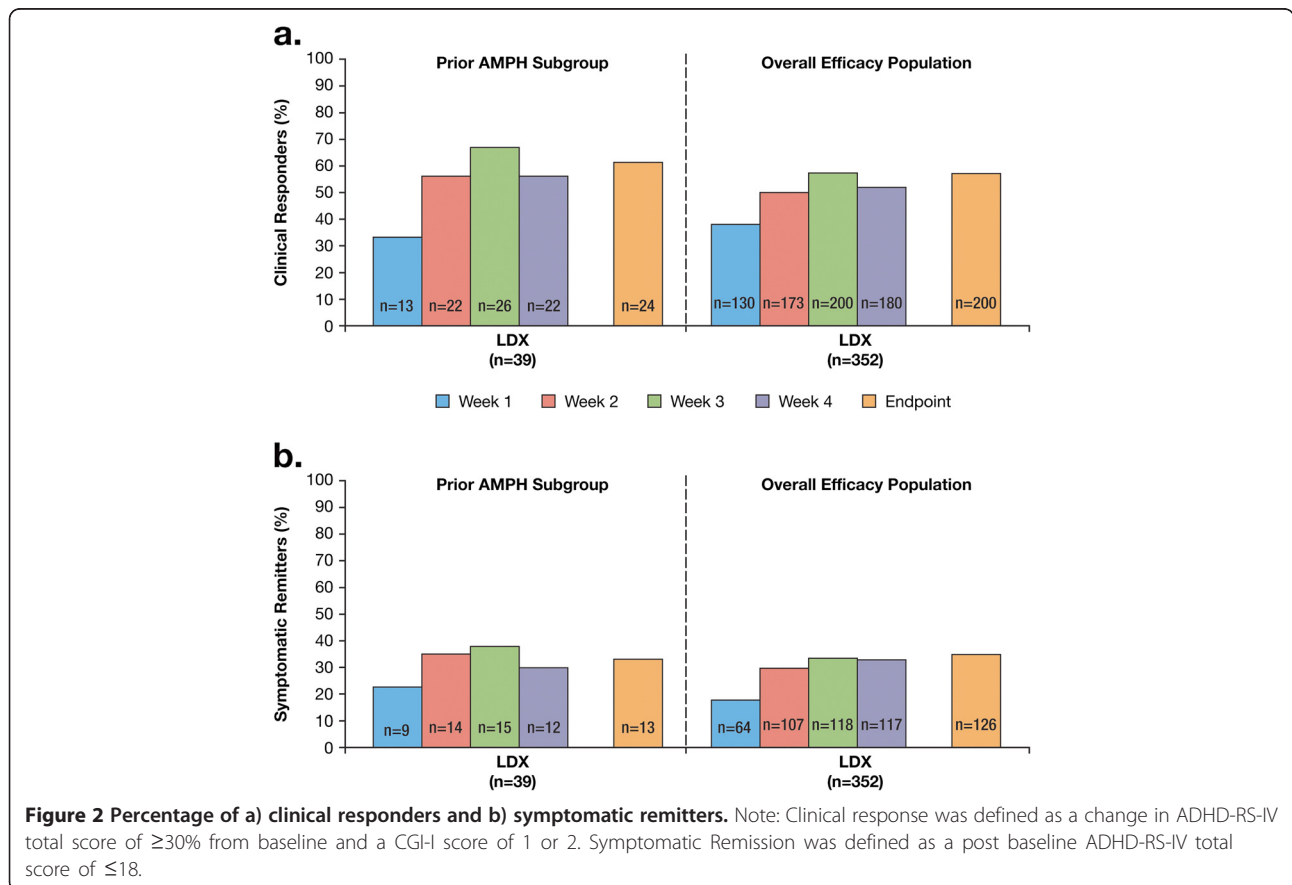 a.
Prior AMPH Subgroup
Overall Efficacy Population
Clinical Responders (%)
100
90
80
70
60
50
40
30
20
10
0
n=13 n=22 n=26 n=22 n=24
n=130 n=173 n=200 n=180 n=200
LDX
(n=39)
LDX
(n=352)
Week 1 Week 2 Week 3 Week 4 Endpoint
b.
Prior AMPH Subgroup
Overall Efficacy Population
Symptomatic Remitters (%)
100
90
80
70
60
50
40
30
20
10
0
n=9 n=14 n=15 n=12 n=13
n=64 n=107 n=118 n=117 n=126
LDX
(n=39)
LDX
(n=352)
Figure 2 Percentage of a) clinical responders and b) symptomatic remitters. Note: Clinical response was defined as a change in ADHD-RS-IV
total score of ≥30% from baseline and a CGI-I score of 1 or 2. Symptomatic Remission was defined as a post baseline ADHD-RS-IV total
score of ≤18.